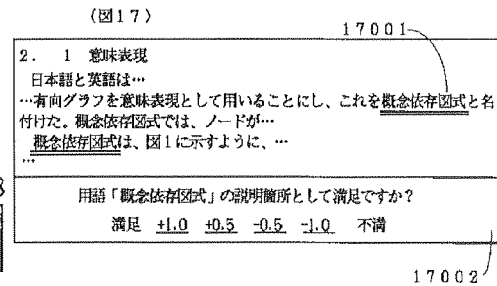 (図17)
17001
2. 1 意味表現
日本語と英語は…
…有向グラフを意味表現として用いることにし、これを概念依存図式と名
付けた。概念依存図式では、ノードが…
概念依存図式は、図1に示すように、…
…
用語「概念依存図式」の説明箇所として満足ですか?
満足 +1.0 +0.5 -0.5 -1.0 不満
17002